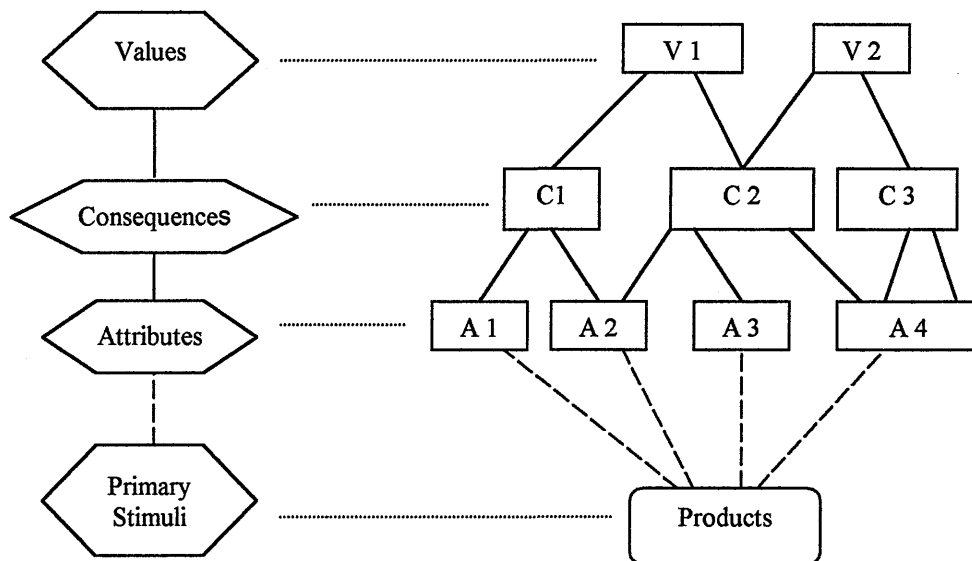 Values
V 1
V 2
Consequences
C1
C 2
C 3
Attributes
A 1
A 2
A 3
A 4
Primary
Stimuli
Products